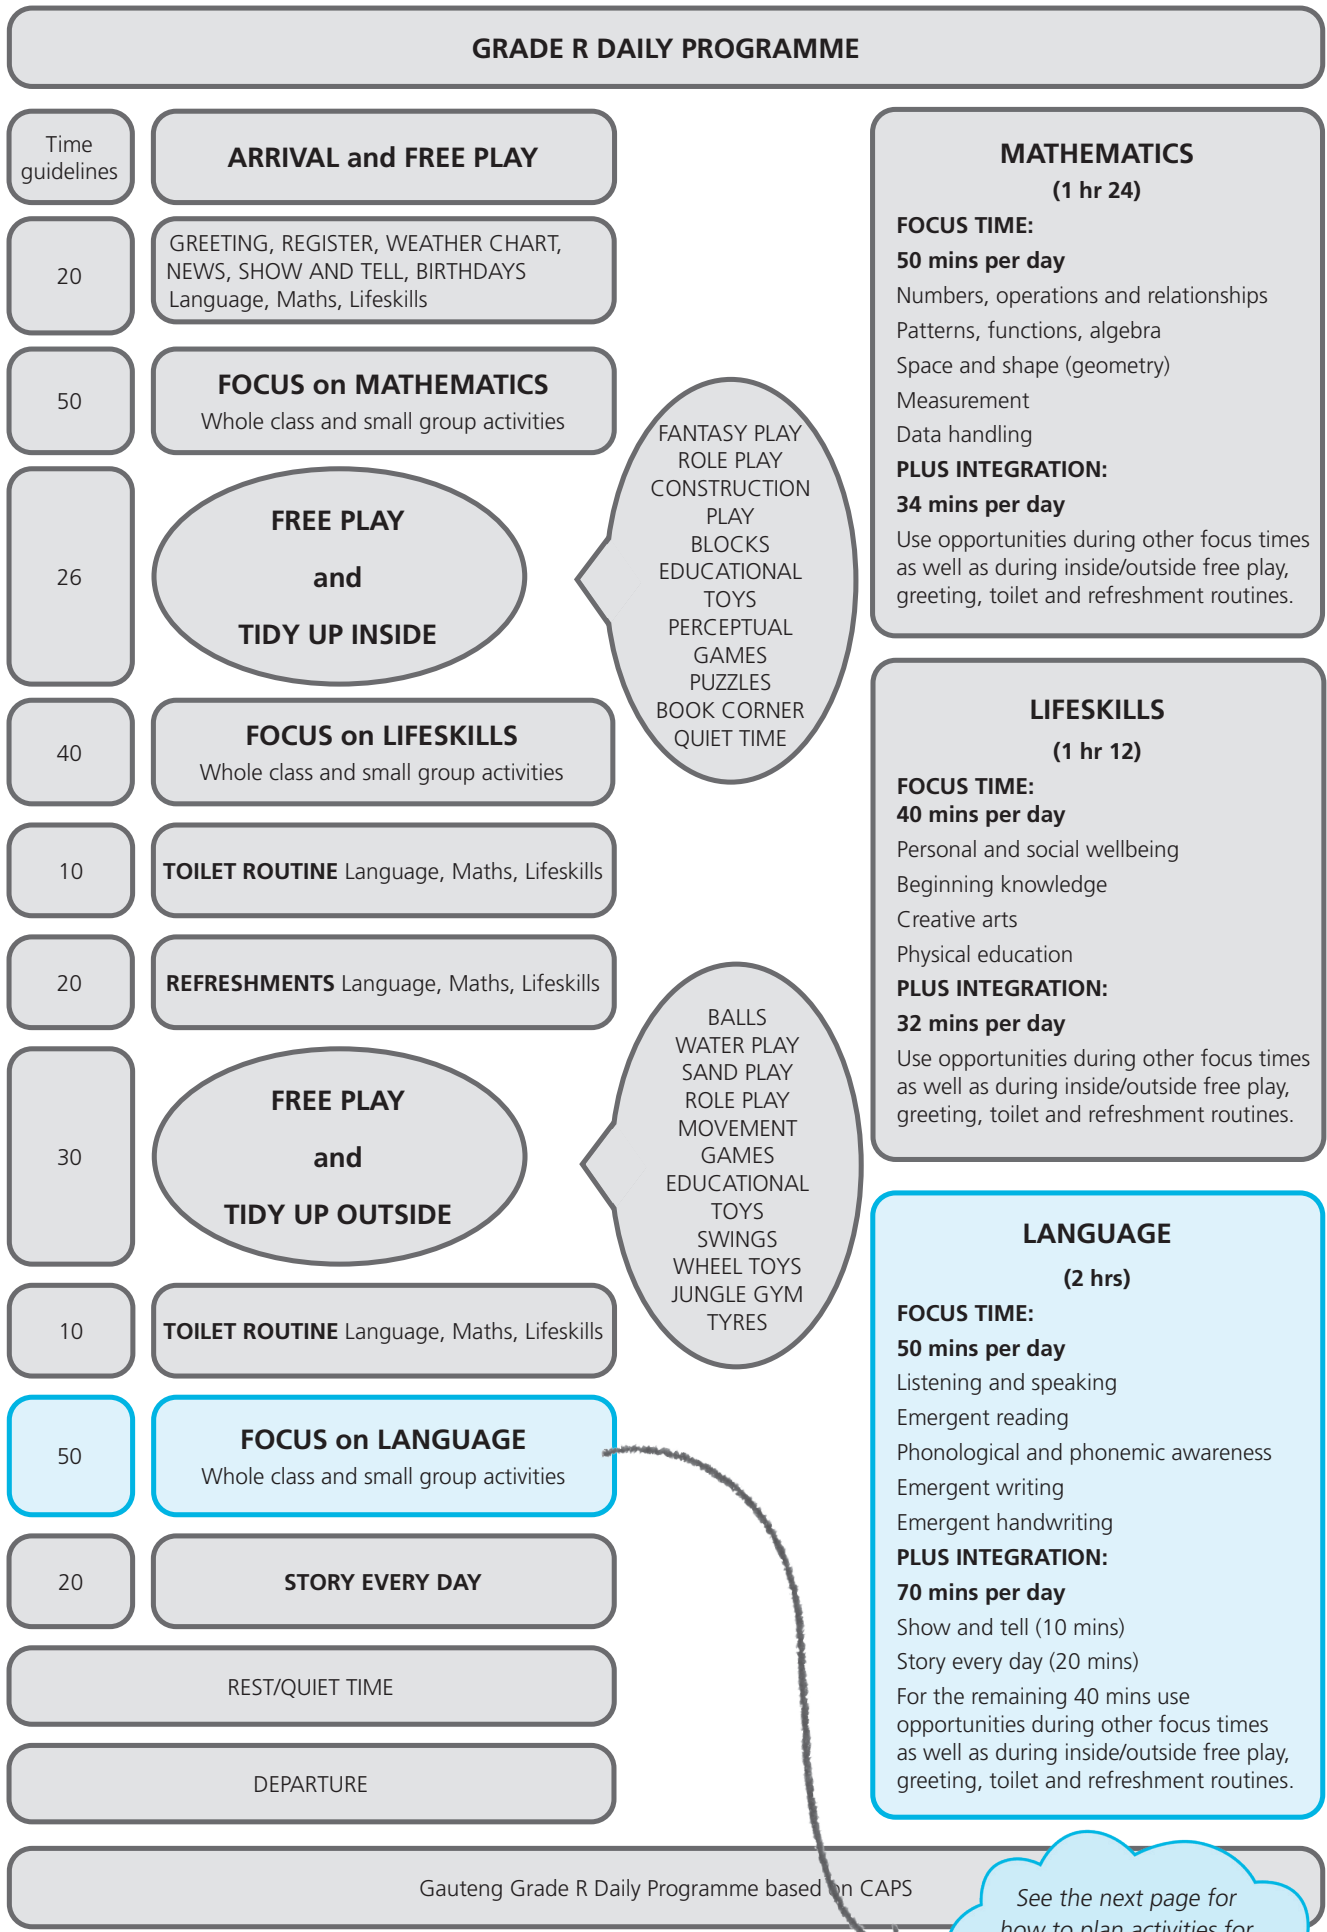 GRADE R DAILY PROGRAMME
Time
guidelines
ARRIVAL and FREE PLAY
20
GREETING, REGISTER, WEATHER CHART,
NEWS, SHOW AND TELL, BIRTHDAYS
Language, Maths, Lifeskills
50
FOCUS on MATHEMATICS
Whole class and small group activities
26
FREE PLAY
and
TIDY UP INSIDE
FANTASY PLAY
ROLE PLAY
CONSTRUCTION
PLAY
BLOCKS
EDUCATIONAL
TOYS
PERCEPTUAL
GAMES
PUZZLES
BOOK CORNER
QUIET TIME
40
FOCUS on LIFESKILLS
Whole class and small group activities
10
TOILET ROUTINE Language, Maths, Lifeskills
20
REFRESHMENTS Language, Maths, Lifeskills
30
FREE PLAY
and
TIDY UP OUTSIDE
BALLS
WATER PLAY
SAND PLAY
ROLE PLAY
MOVEMENT
GAMES
EDUCATIONAL
TOYS
SWINGS
WHEEL TOYS
JUNGLE GYM
TYRES
10
TOILET ROUTINE Language, Maths, Lifeskills
50
FOCUS on LANGUAGE
Whole class and small group activities
20
STORY EVERY DAY
REST/QUIET TIME
DEPARTURE
MATHEMATICS
(1 hr 24)
FOCUS TIME:
50 mins per day
Numbers, operations and relationships
Patterns, functions, algebra
Space and shape (geometry)
Measurement
Data handling
PLUS INTEGRATION:
34 mins per day
Use opportunities during other focus times
as well as during inside/outside free play,
greeting, toilet and refreshment routines.
LIFESKILLS
(1 hr 12)
FOCUS TIME:
40 mins per day
Personal and social wellbeing
Beginning knowledge
Creative arts
Physical education
PLUS INTEGRATION:
32 mins per day
Use opportunities during other focus times
as well as during inside/outside free play,
greeting, toilet and refreshment routines.
LANGUAGE
(2 hrs)
FOCUS TIME:
50 mins per day
Listening and speaking
Emergent reading
Phonological and phonemic awareness
Emergent writing
Emergent handwriting
PLUS INTEGRATION:
70 mins per day
Show and tell (10 mins)
Story every day (20 mins)
For the remaining 40 mins use
opportunities during other focus times
as well as during inside/outside free play,
greeting, toilet and refreshment routines.
Gauteng Grade R Daily Programme based on CAPS
See the next page for
how to plan activities for